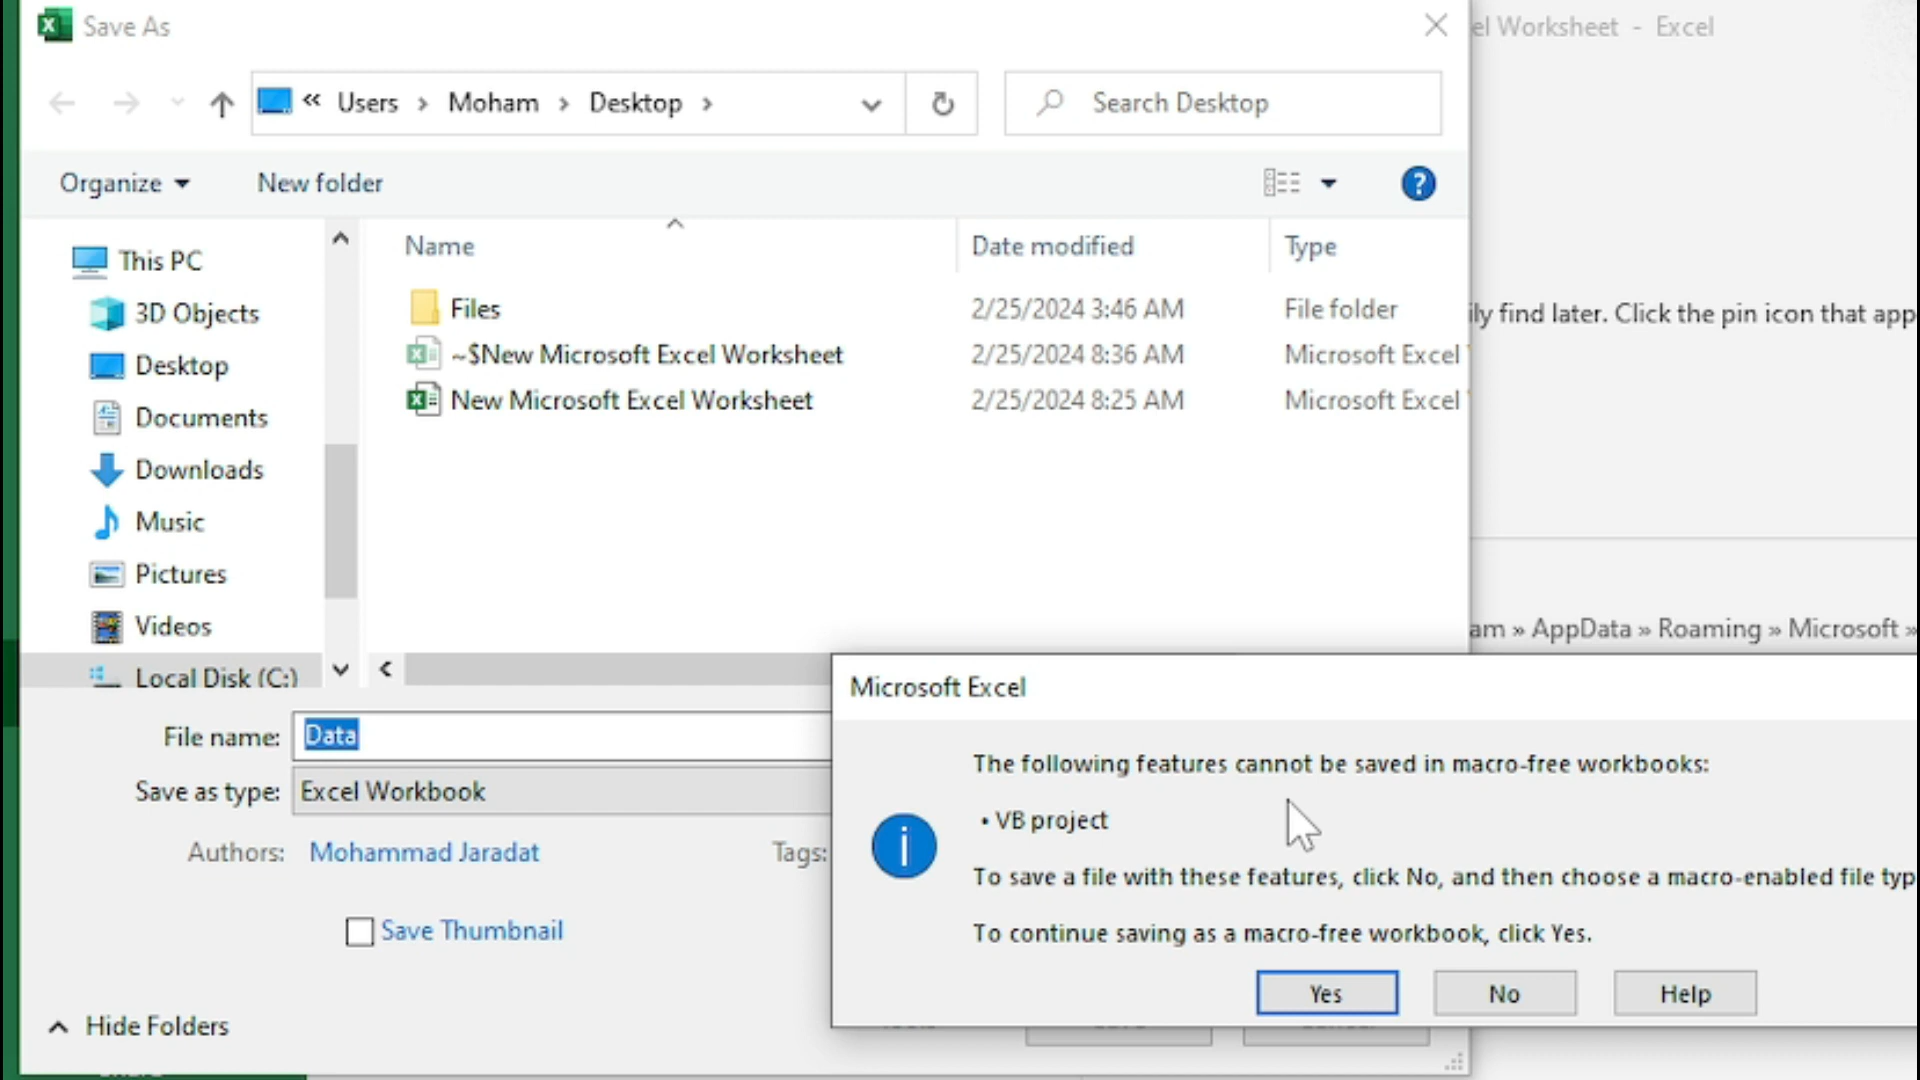 Save As
el Worksheet - Excel
« Users › Moham › Desktop ›
Search Desktop
Organize
New folder
?
Name
Date modified
Type
This PC
3D Objects
Desktop
Documents
Downloads
Music
Pictures
Videos
Local Disk (C:)
Files 2/25/2024 3:46 AM File folder
~$New Microsoft Excel Worksheet 2/25/2024 8:36 AM Microsoft Excel
New Microsoft Excel Worksheet 2/25/2024 8:25 AM Microsoft Excel
ily find later. Click the pin icon that app
am » AppData » Roaming » Microsoft »
File name: Data
Save as type: Excel Workbook
Authors: Mohammad Jaradat
Tags:
Save Thumbnail
Hide Folders
Microsoft Excel
The following features cannot be saved in macro-free workbooks:
• VB project
To save a file with these features, click No, and then choose a macro-enabled file typ
To continue saving as a macro-free workbook, click Yes.
Yes
No
Help